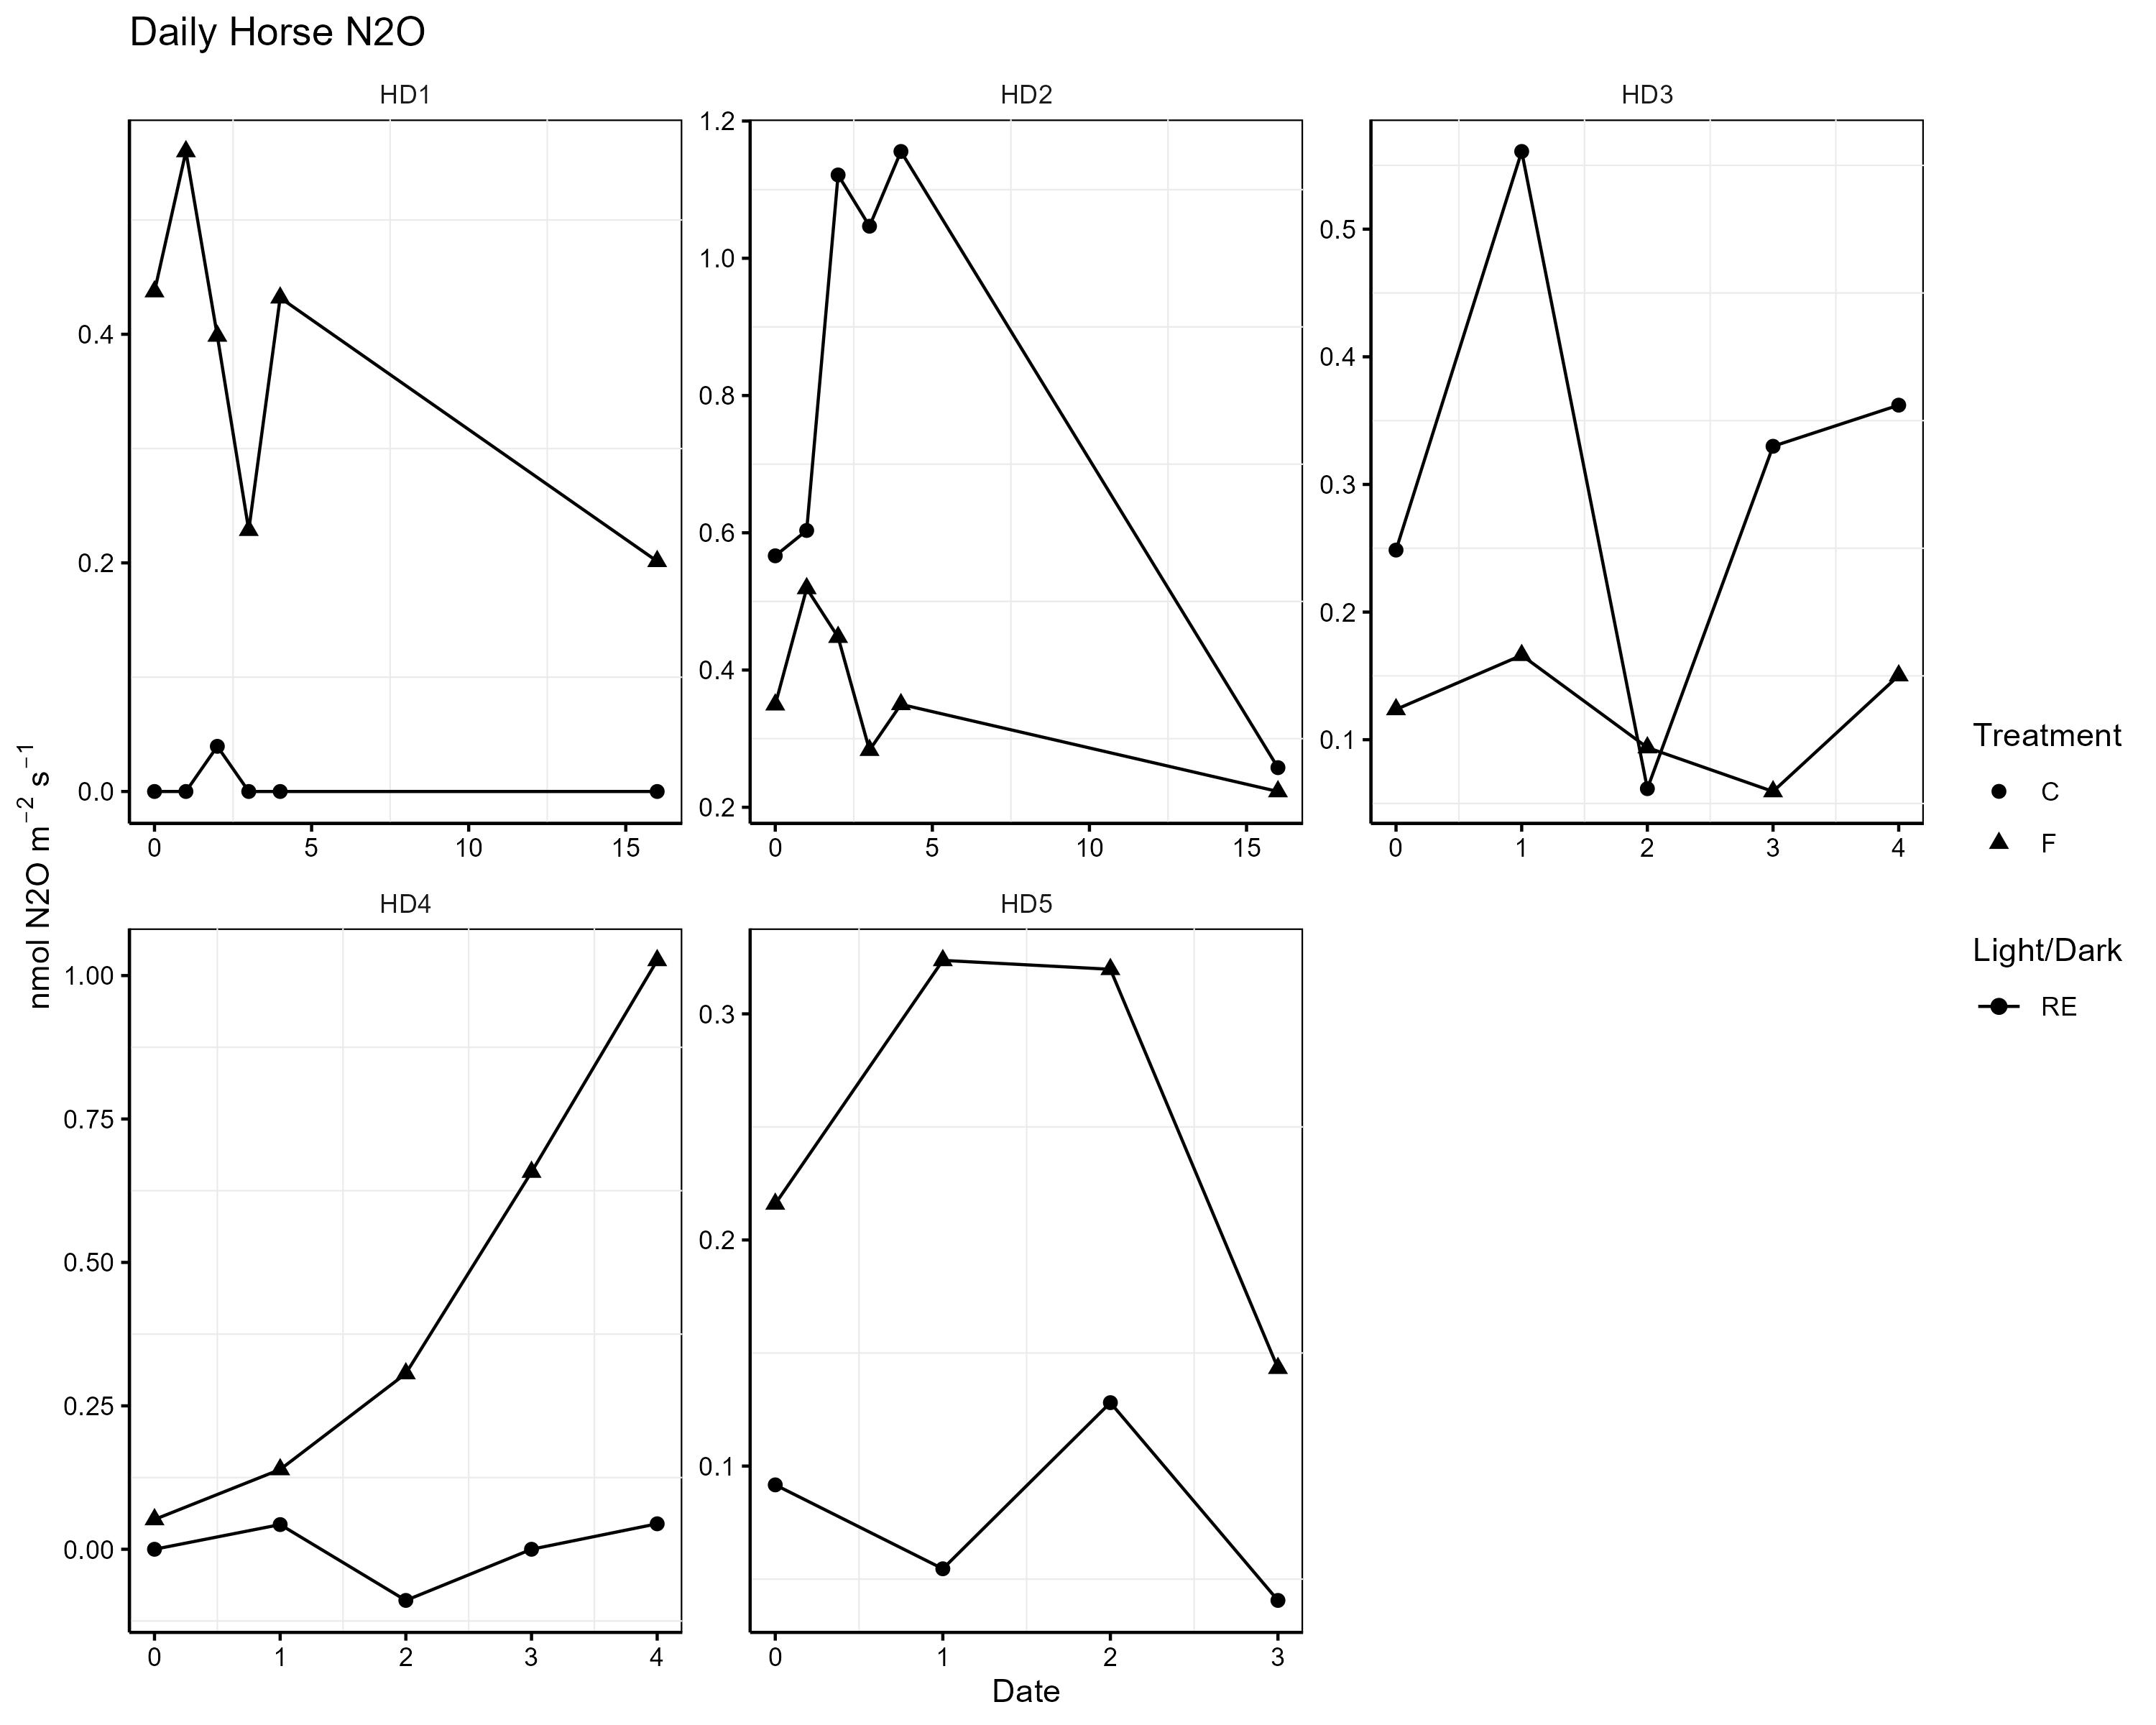 Daily Horse N2O
HD1
HD2
HD3
0.4
0.2
0.0
0 5 10 15
1.2
1.0
0.8
0.6
0.4
0.2
0 5 10 15
0.5
0.4
0.3
0.2
0.1
0 1 2 3 4
HD4
HD5
1.00
0.75
0.50
0.25
0.00
0 1 2 3 4
0.3
0.2
0.1
0 1 2 3
nmol N2O m⁻² s⁻¹
Date
Treatment
C
F
Light/Dark
RE